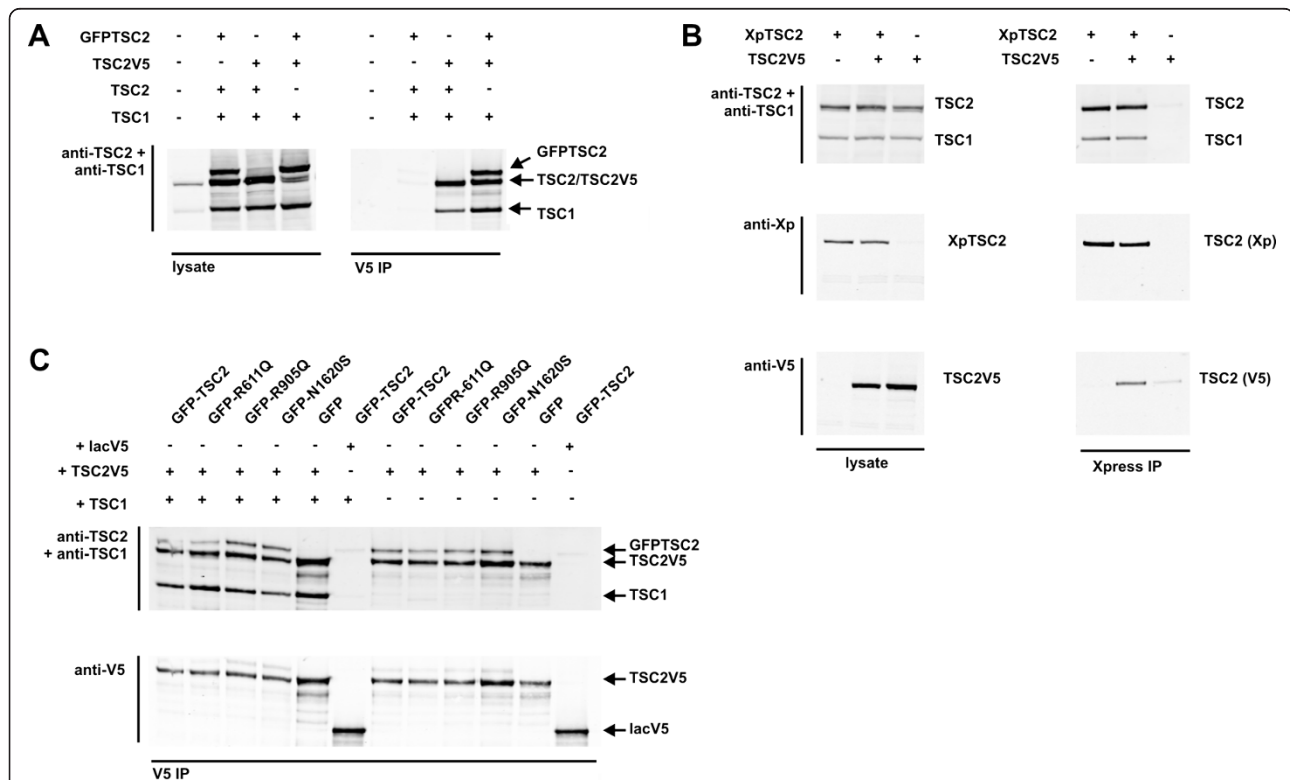 A
GFPTSC2 - + - + - + - +
TSC2V5 - - + + - - + +
TSC2 - + + - - + + -
TSC1 - + + + - + + +
anti-TSC2 +
anti-TSC1
GFPTSC2
TSC2/TSC2V5
TSC1
lysate V5 IP
B
XpTSC2 + + - XpTSC2 + + -
TSC2V5 - + + TSC2V5 - + +
anti-TSC2 +
anti-TSC1
TSC2 TSC2
TSC1 TSC1
anti-Xp
XpTSC2 TSC2 (Xp)
anti-V5
TSC2V5 TSC2 (V5)
lysate Xpress IP
C
GFP-TSC2 GFP-R611Q GFP-R905Q GFP-N1620S GFP GFP-TSC2 GFP-TSC2 GFPR-611Q GFP-R905Q GFP-N1620S GFP GFP-TSC2
+ lacV5 - - - - - + - - - - - +
+ TSC2V5 + + + + + - + + + + + -
+ TSC1 + + + + + + - - - - - -
anti-TSC2
+ anti-TSC1
GFPTSC2
TSC2V5
TSC1
anti-V5
TSC2V5
lacV5
V5 IP